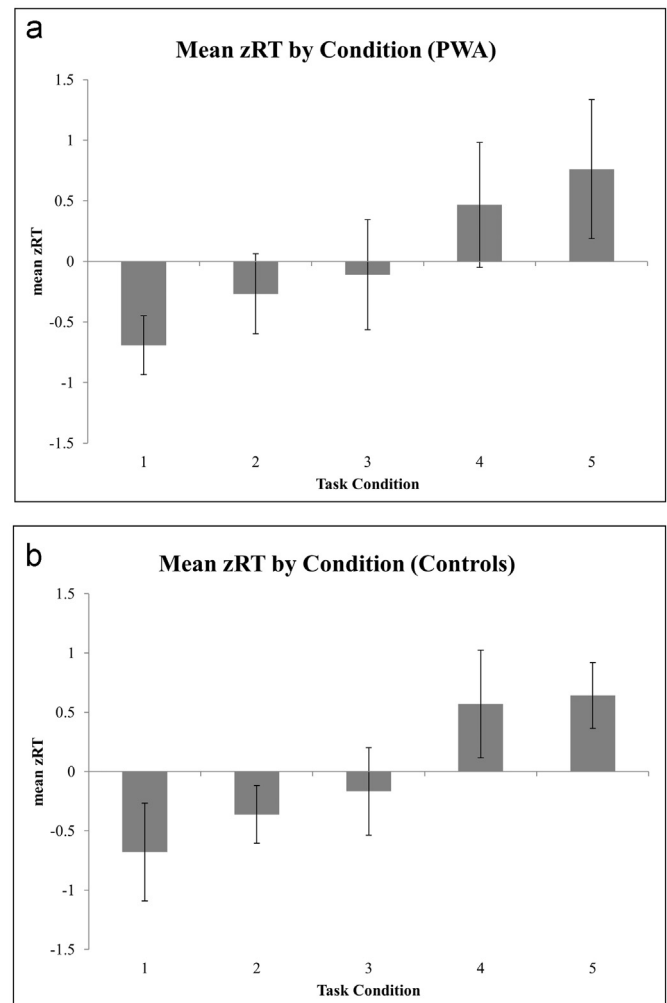 a
Mean zRT by Condition (PWA)
1.5
1
0.5
0
-0.5
-1
-1.5
mean zRT
1 2 3 4 5
Task Condition
b
Mean zRT by Condition (Controls)
1.5
1
0.5
0
-0.5
-1
-1.5
mean zRT
1 2 3 4 5
Task Condition